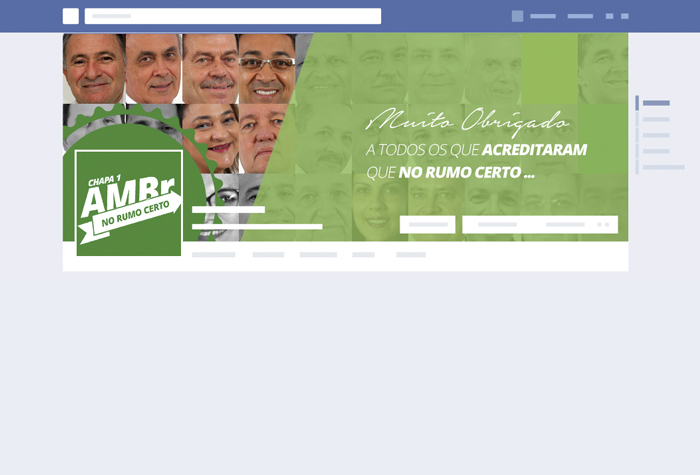 Muito Obrigado
A TODOS OS QUE ACREDITARAM
QUE NO RUMO CERTO ...
CHAPA 1
AMBr
NO RUMO CERTO